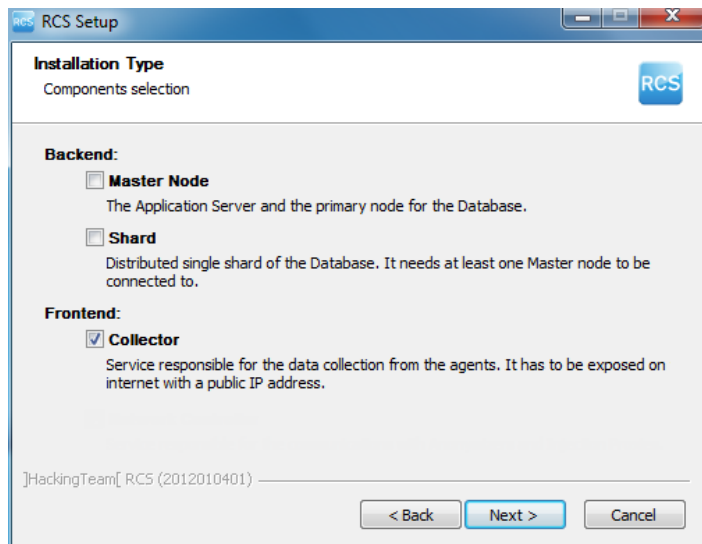 RCS RCS Setup
Installation Type
Components selection
RCS
Backend:
Master Node
The Application Server and the primary node for the Database.
Shard
Distributed single shard of the Database. It needs at least one Master node to be
connected to.
Frontend:
Collector
Service responsible for the data collection from the agents. It has to be exposed on
internet with a public IP address.
]HackingTeam[ RCS (2012010401)
< Back
Next >
Cancel